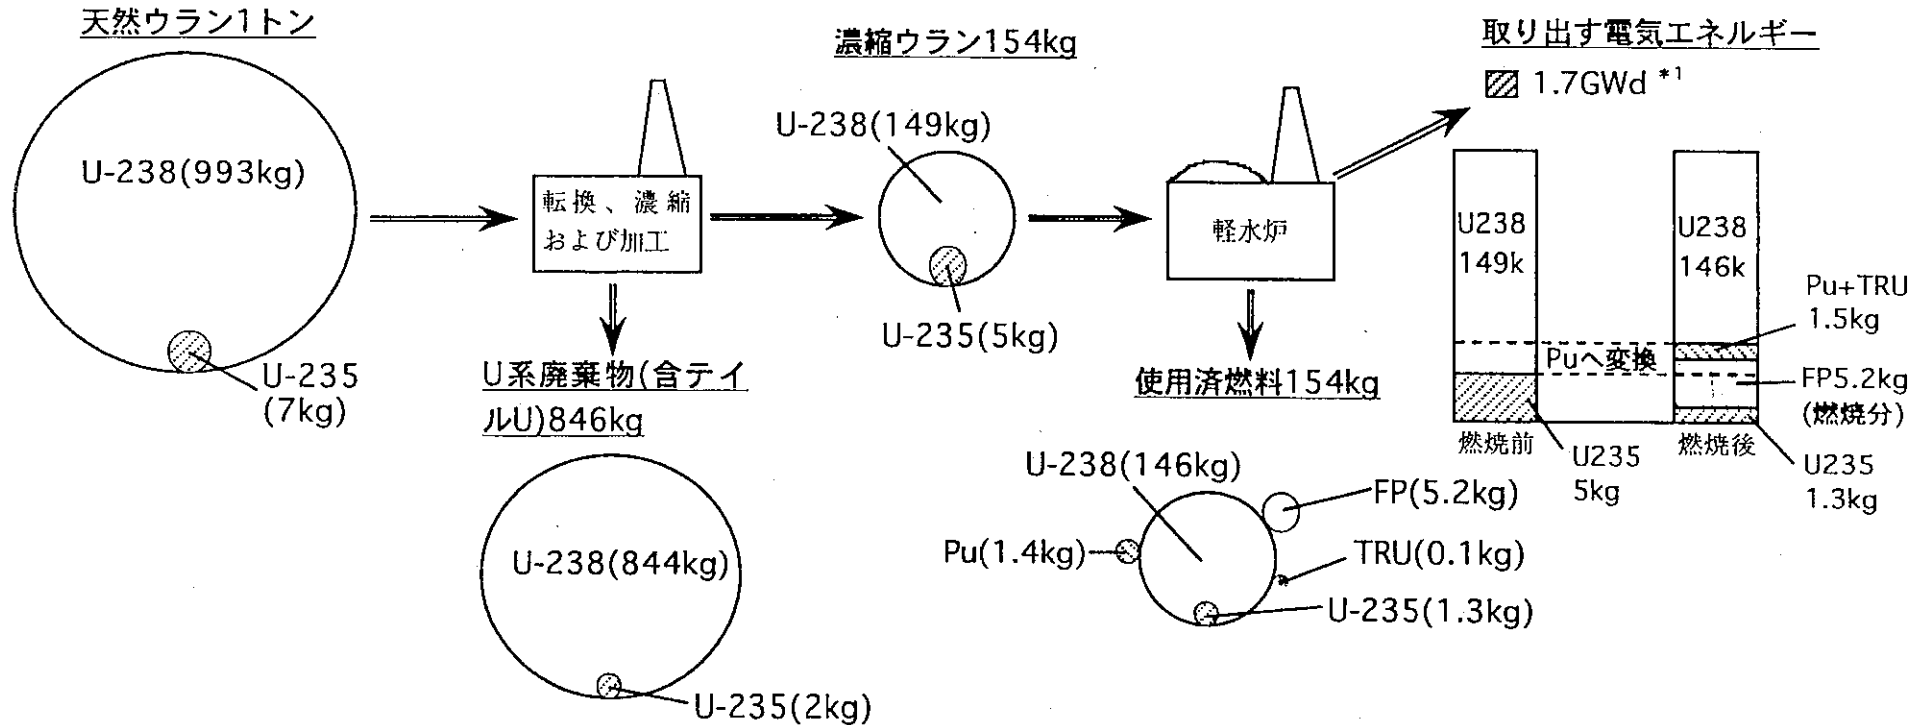 天然ウラン1トン
U-238(993kg)
U-235
(7kg)
転換、濃縮
および加工
U系廃棄物(含テイ
ルU)846kg
U-238(844kg)
U-235(2kg)
濃縮ウラン154kg
U-238(149kg)
U-235(5kg)
軽水炉
使用済燃料154kg
U-238(146kg)
FP(5.2kg)
Pu(1.4kg)
TRU(0.1kg)
U-235(1.3kg)
取り出す電気エネルギー
1.7GWd *1
U238
149k
Puへ変換
燃焼前
U235
5kg
U238
146k
Pu+TRU
1.5kg
FP5.2kg
(燃焼分)
燃焼後
U235
1.3kg